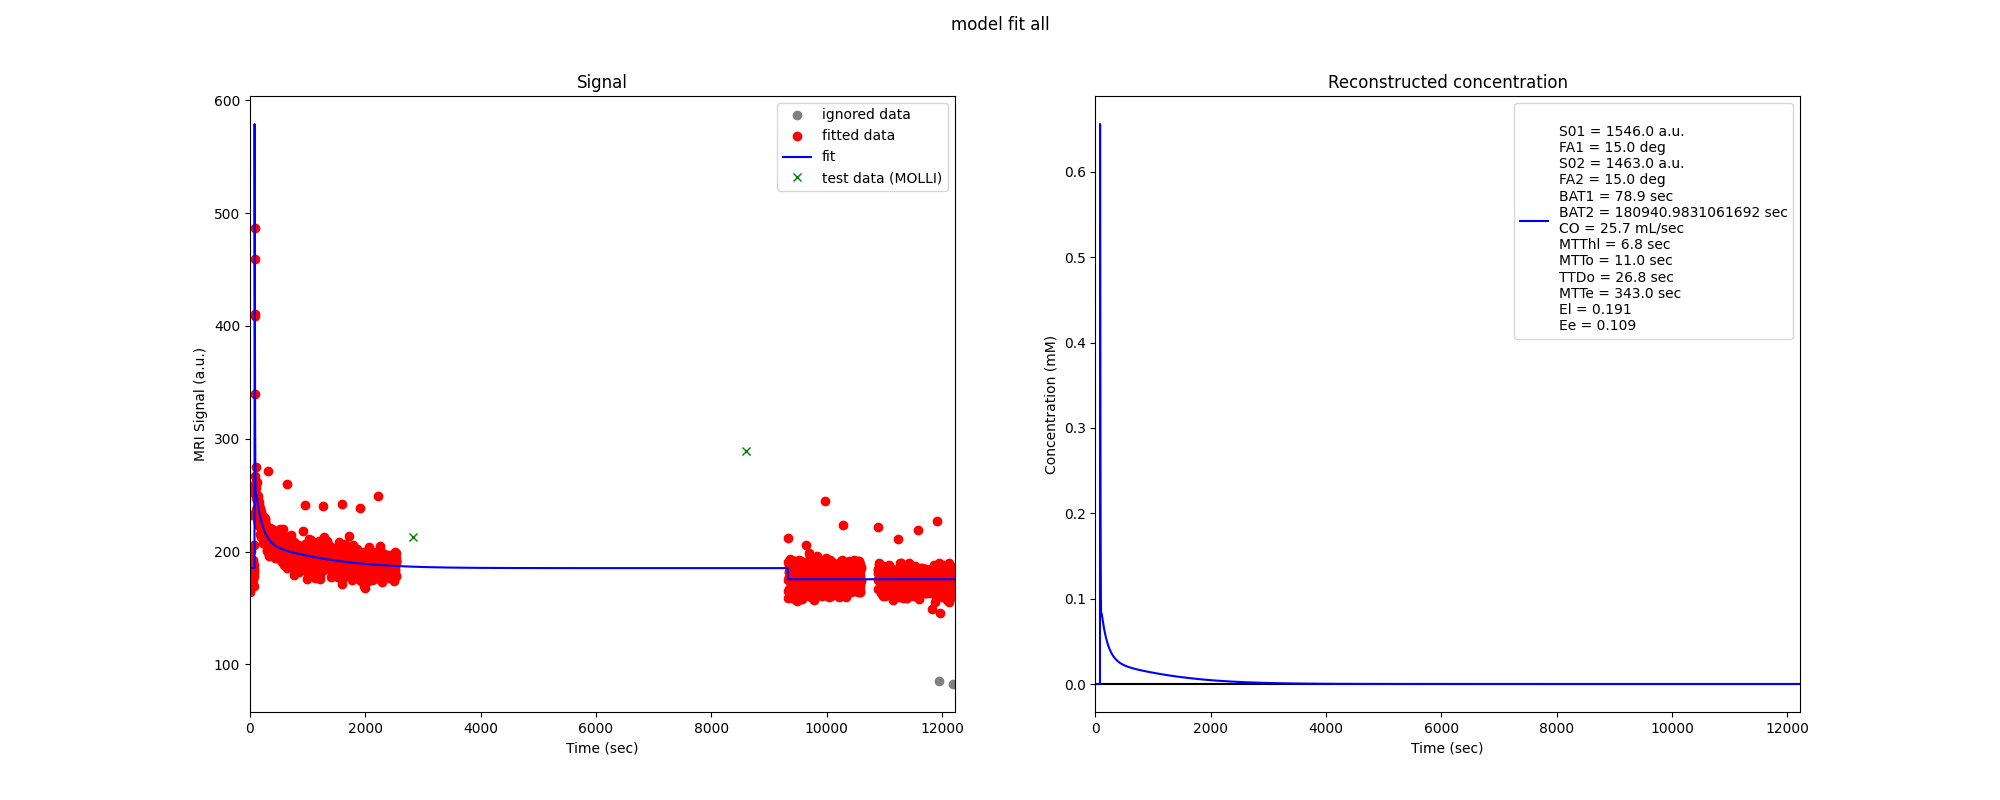 model fit all
Signal
600
500
400
300
200
100
MRI Signal (a.u.)
ignored data
fitted data
fit
test data (MOLLI)
0
2000
4000
6000
8000
10000
12000
Time (sec)
Reconstructed concentration
0.6
0.5
0.4
0.3
0.2
0.1
0.0
Concentration (mM)
S01 = 1546.0 a.u.
FA1 = 15.0 deg
S02 = 1463.0 a.u.
FA2 = 15.0 deg
BAT1 = 78.9 sec
BAT2 = 180940.9831061692 sec
CO = 25.7 mL/sec
MTThl = 6.8 sec
MTTo = 11.0 sec
TTDo = 26.8 sec
MTTe = 343.0 sec
El = 0.191
Ee = 0.109
0
2000
4000
6000
8000
10000
12000
Time (sec)